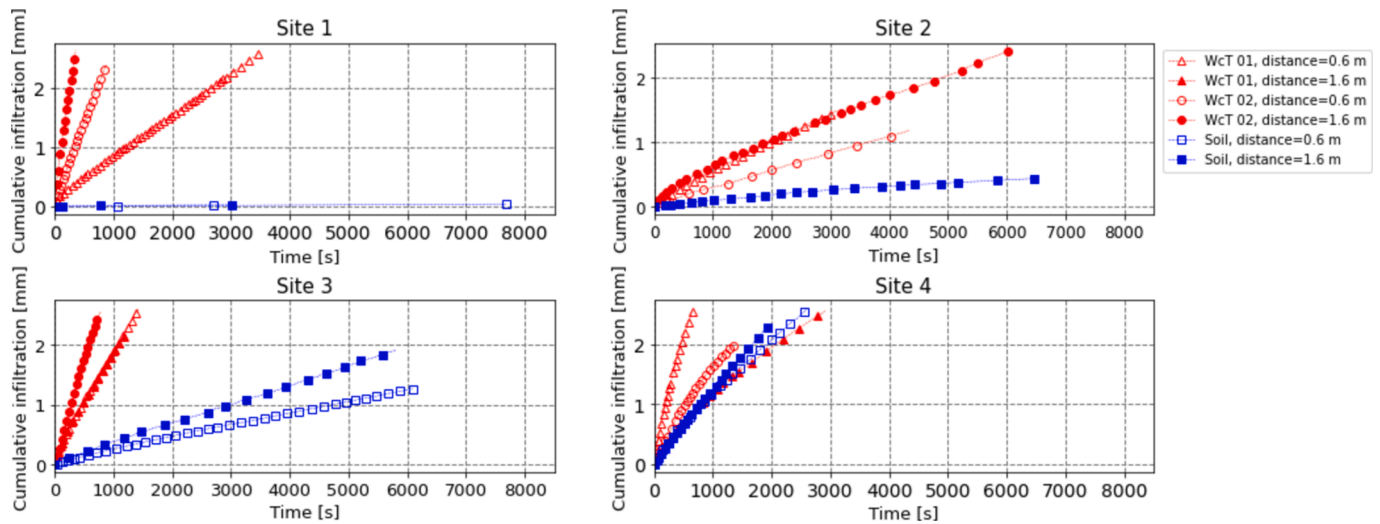 Site 1
Cumulative infiltration [mm]
2
1
0
0 1000 2000 3000 4000 5000 6000 7000 8000
Time [s]
Site 2
Cumulative infiltration [mm]
2
1
0
0 1000 2000 3000 4000 5000 6000 7000 8000
Time [s]
WcT 01, distance=0.6 m
WcT 01, distance=1.6 m
WcT 02, distance=0.6 m
WcT 02, distance=1.6 m
Soil, distance=0.6 m
Soil, distance=1.6 m
Site 3
Cumulative infiltration [mm]
2
1
0
0 1000 2000 3000 4000 5000 6000 7000 8000
Time [s]
Site 4
Cumulative infiltration [mm]
2
1
0
0 1000 2000 3000 4000 5000 6000 7000 8000
Time [s]